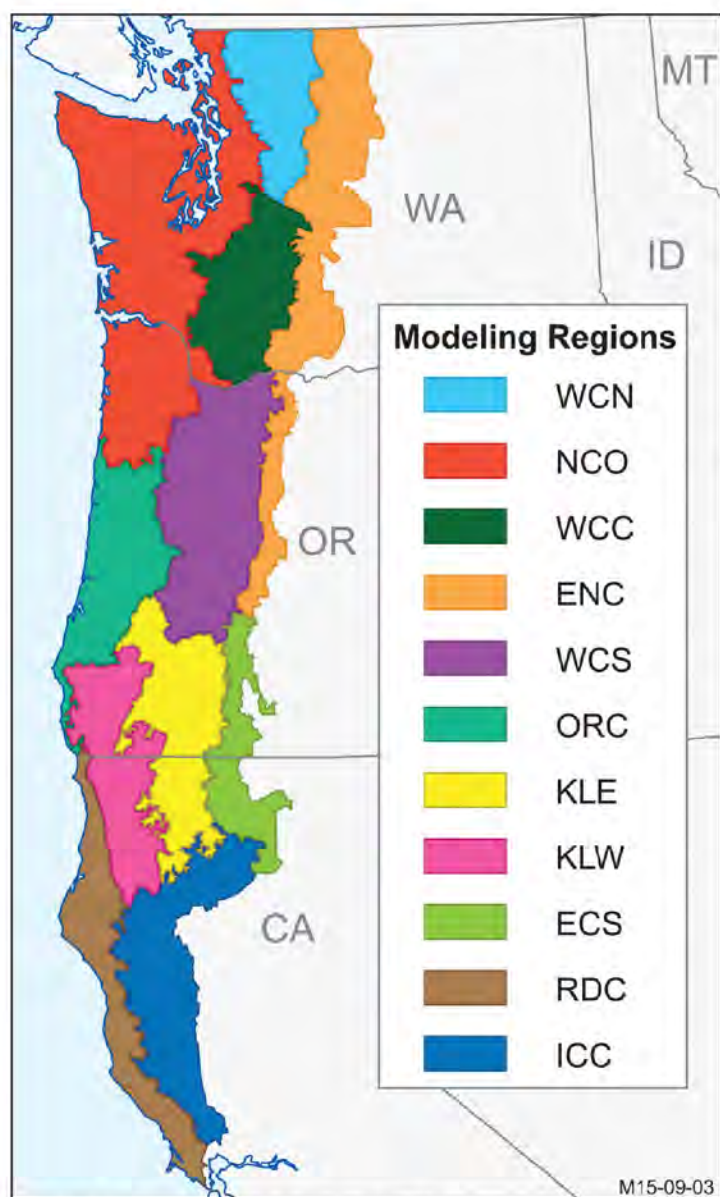 MT
WA
ID
Modeling Regions
WCN
NCO
WCC
ENC
WCS
OR
ORC
KLE
KLW
ECS
CA
RDC
ICC
M15-09-03